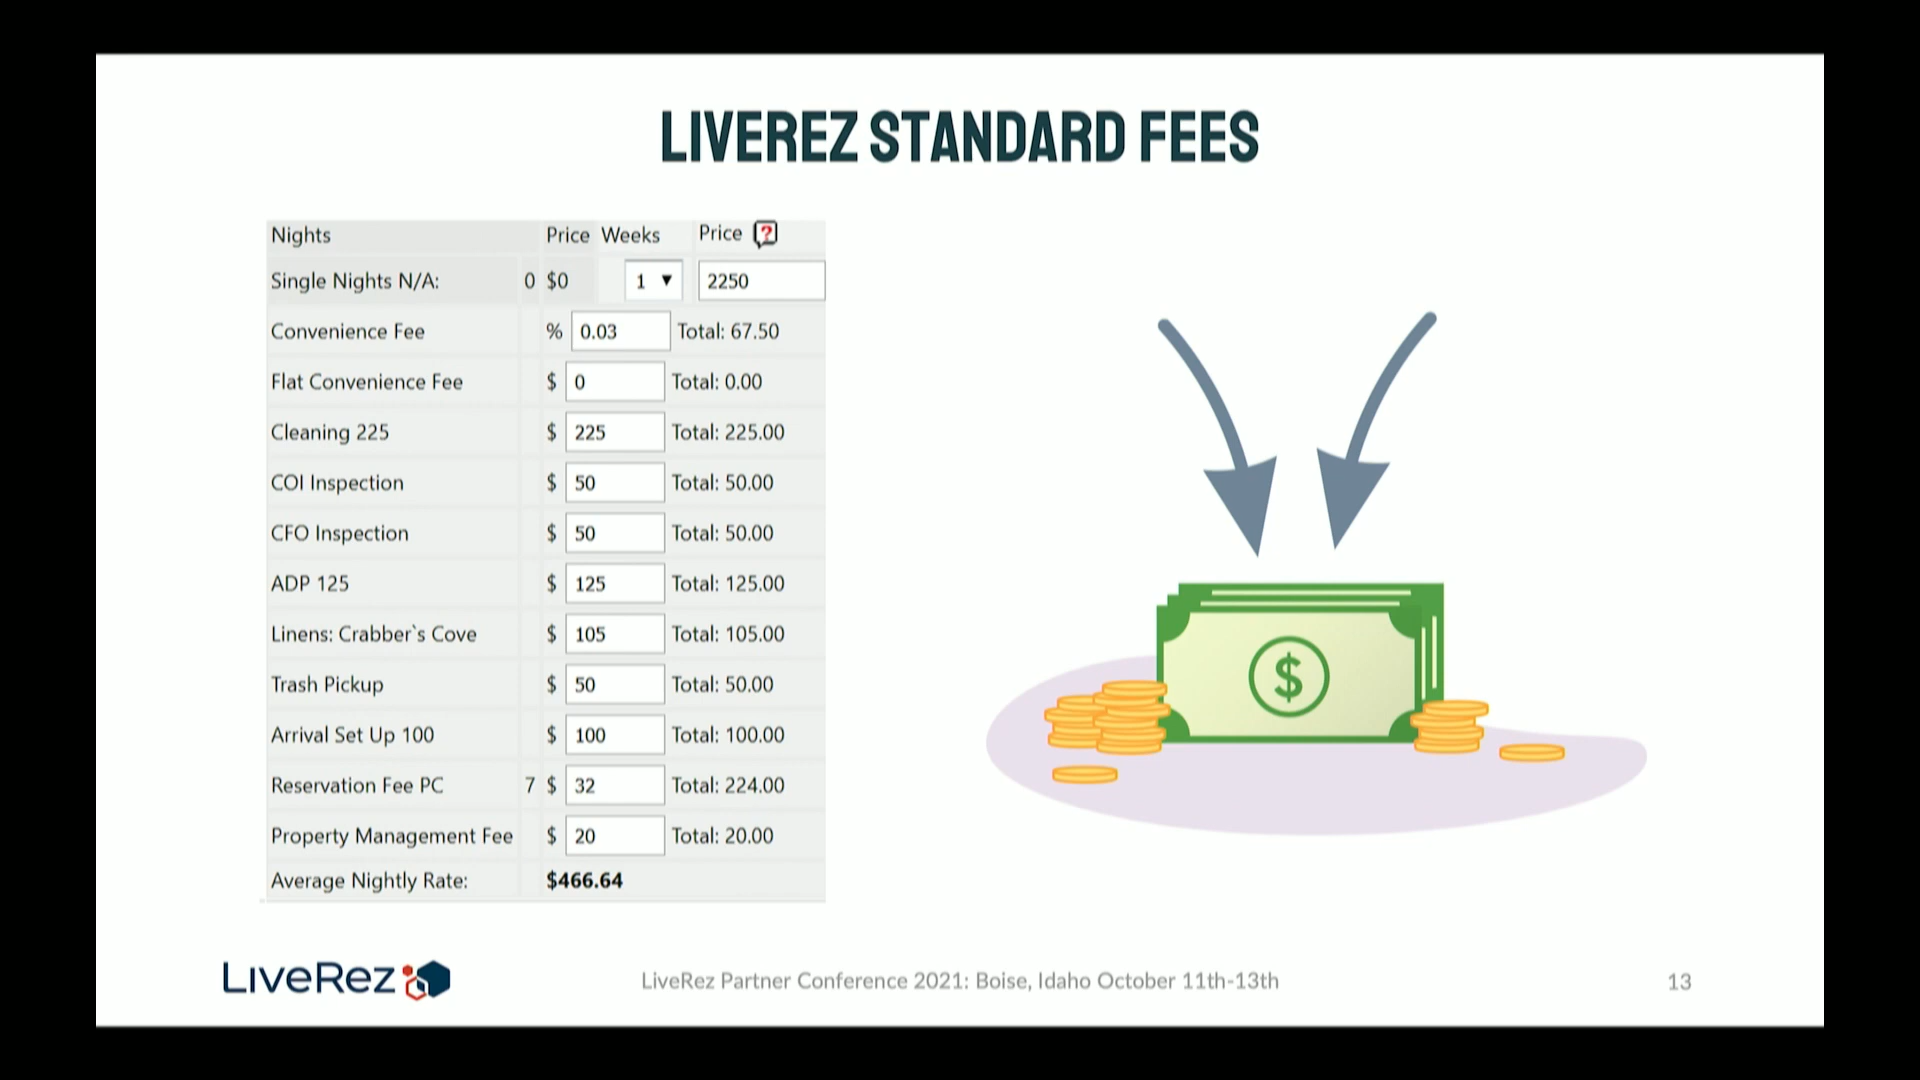 LIVEREZ STANDARD FEES
Nights Price Weeks Price ?
Single Nights N/A: 0 $0 1 ▼ 2250
Convenience Fee % 0.03 Total: 67.50
Flat Convenience Fee $ 0 Total: 0.00
Cleaning 225 $ 225 Total: 225.00
COI Inspection $ 50 Total: 50.00
CFO Inspection $ 50 Total: 50.00
ADP 125 $ 125 Total: 125.00
Linens: Crabber`s Cove $ 105 Total: 105.00
Trash Pickup $ 50 Total: 50.00
Arrival Set Up 100 $ 100 Total: 100.00
Reservation Fee PC 7 $ 32 Total: 224.00
Property Management Fee $ 20 Total: 20.00
Average Nightly Rate: $466.64
$
LiveRez
LiveRez Partner Conference 2021: Boise, Idaho October 11th-13th
13